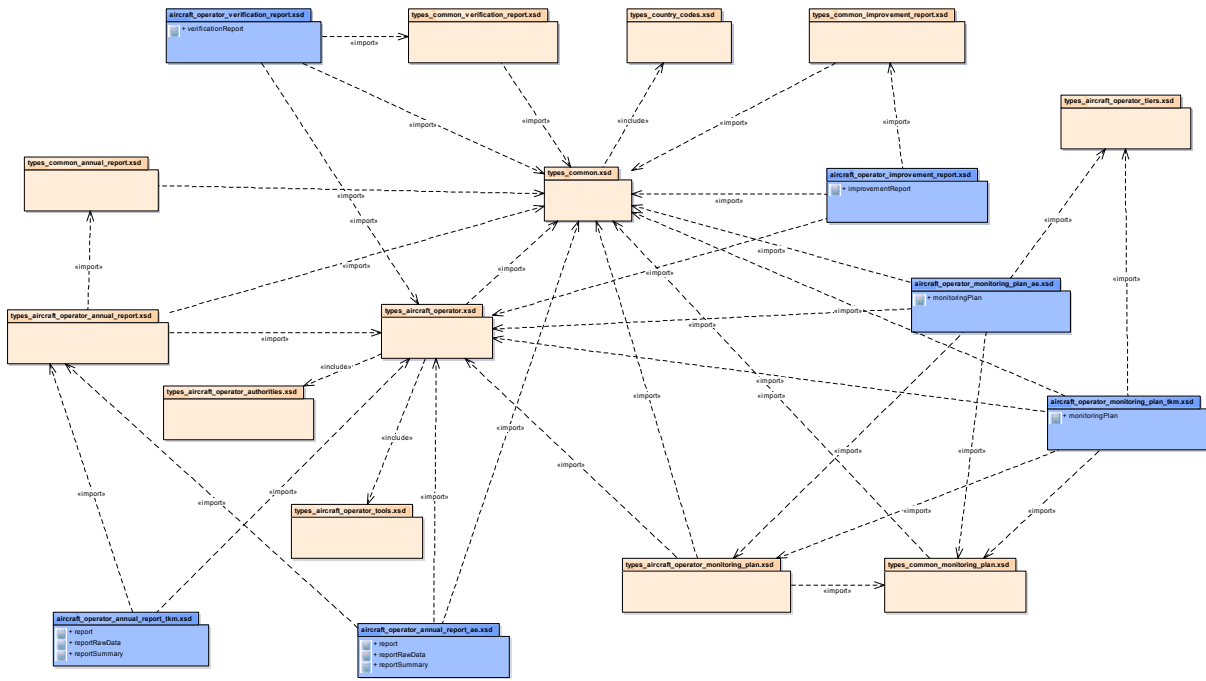 aircraft_operator_verification_report.xsd
+ verificationReport
types_common_verification_report.xsd
types_country_codes.xsd
types_common_improvement_report.xsd
«import»
types_aircraft_operator_tiers.xsd
«import»
«import»
«include»
«import»
«import»
types_common_annual_report.xsd
types_common.xsd
aircraft_operator_improvement_report.xsd
+ improvementReport
«import»
«import»
«import»
«import»
«import»
«import»
«import»
«import»
aircraft_operator_monitoring_plan_ae.xsd
+ monitoringPlan
types_aircraft_operator_annual_report.xsd
types_aircraft_operator.xsd
«import»
«import»
«include»
types_aircraft_operator_authorities.xsd
«import»
«import»
«import»
aircraft_operator_monitoring_plan_tkm.xsd
+ monitoringPlan
«import»
«include»
«import»
«import»
«import»
«import»
«import»
«import»
«import»
types_aircraft_operator_tools.xsd
«import»
«import»
types_aircraft_operator_monitoring_plan.xsd
types_common_monitoring_plan.xsd
«import»
aircraft_operator_annual_report_tkm.xsd
+ report
+ reportRawData
+ reportSummary
aircraft_operator_annual_report_ae.xsd
+ report
+ reportRawData
+ reportSummary